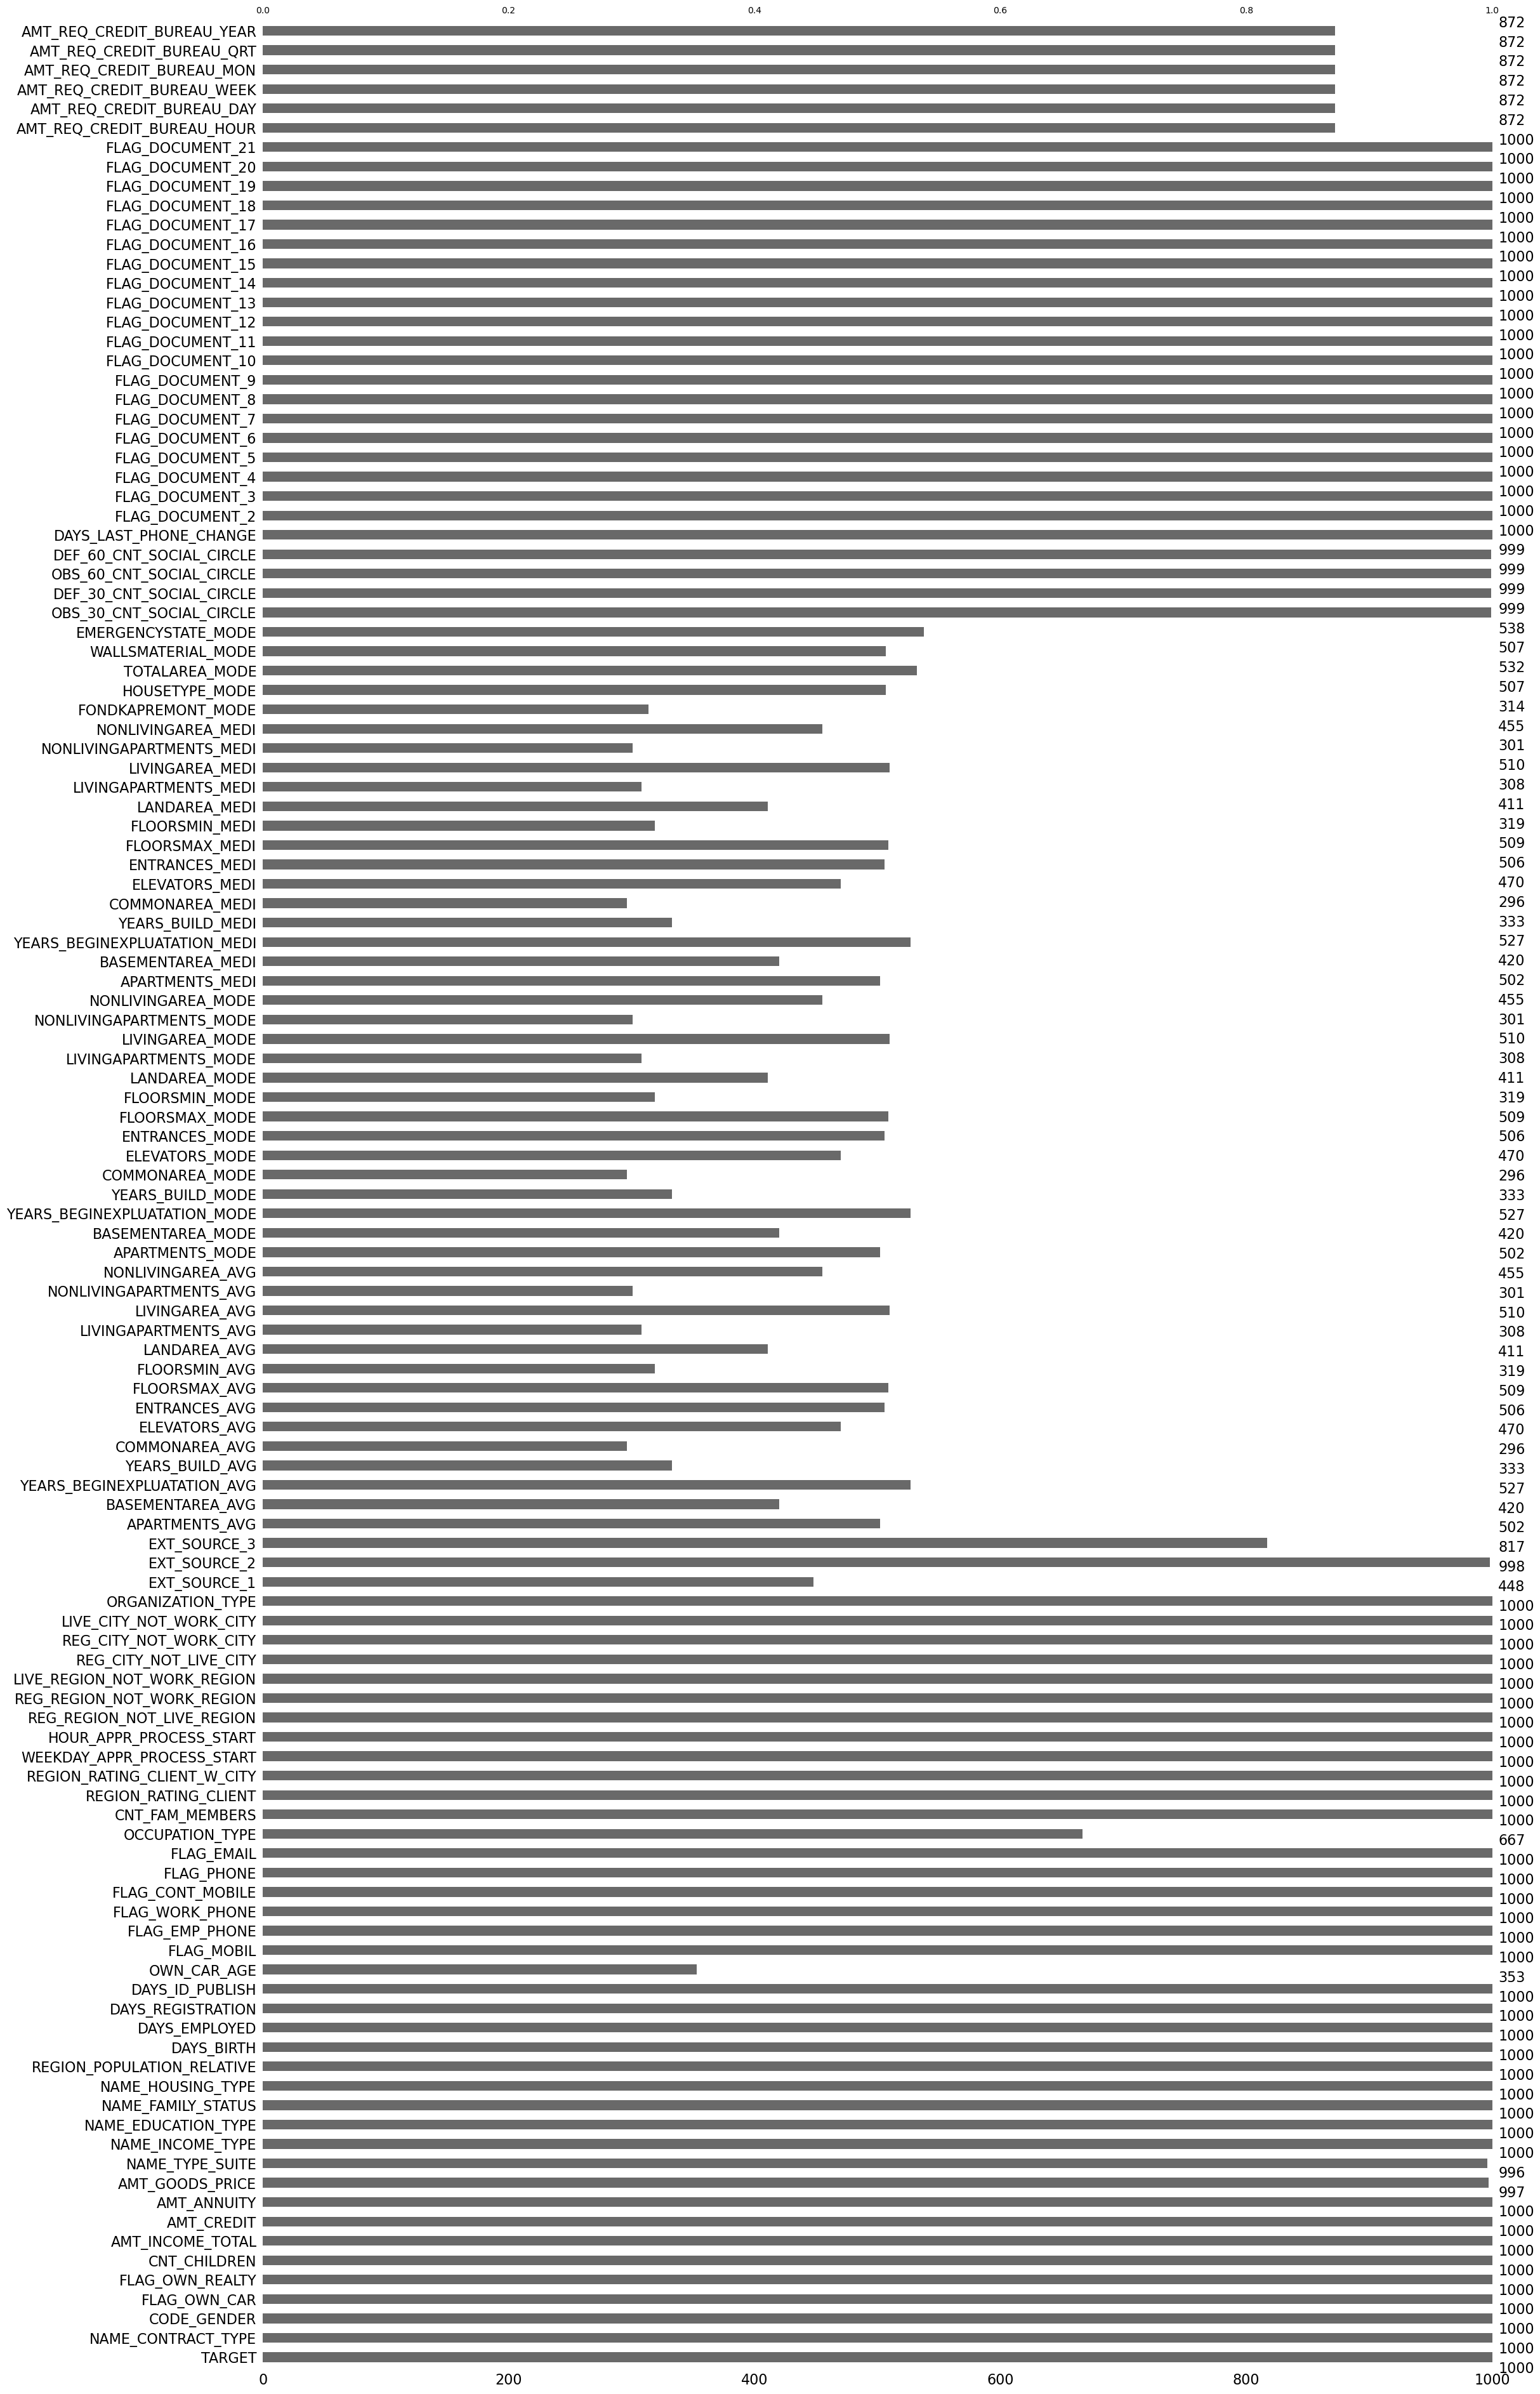 0.0 0.2 0.4 0.6 0.8 1.0
AMT_REQ_CREDIT_BUREAU_YEAR 872
AMT_REQ_CREDIT_BUREAU_QRT 872
AMT_REQ_CREDIT_BUREAU_MON 872
AMT_REQ_CREDIT_BUREAU_WEEK 872
AMT_REQ_CREDIT_BUREAU_DAY 872
AMT_REQ_CREDIT_BUREAU_HOUR 872
FLAG_DOCUMENT_21 1000
FLAG_DOCUMENT_20 1000
FLAG_DOCUMENT_19 1000
FLAG_DOCUMENT_18 1000
FLAG_DOCUMENT_17 1000
FLAG_DOCUMENT_16 1000
FLAG_DOCUMENT_15 1000
FLAG_DOCUMENT_14 1000
FLAG_DOCUMENT_13 1000
FLAG_DOCUMENT_12 1000
FLAG_DOCUMENT_11 1000
FLAG_DOCUMENT_10 1000
FLAG_DOCUMENT_9 1000
FLAG_DOCUMENT_8 1000
FLAG_DOCUMENT_7 1000
FLAG_DOCUMENT_6 1000
FLAG_DOCUMENT_5 1000
FLAG_DOCUMENT_4 1000
FLAG_DOCUMENT_3 1000
FLAG_DOCUMENT_2 1000
DAYS_LAST_PHONE_CHANGE 1000
DEF_60_CNT_SOCIAL_CIRCLE 999
OBS_60_CNT_SOCIAL_CIRCLE 999
DEF_30_CNT_SOCIAL_CIRCLE 999
OBS_30_CNT_SOCIAL_CIRCLE 999
EMERGENCYSTATE_MODE 538
WALLSMATERIAL_MODE 507
TOTALAREA_MODE 532
HOUSETYPE_MODE 507
FONDKAPREMONT_MODE 314
NONLIVINGAREA_MEDI 455
NONLIVINGAPARTMENTS_MEDI 301
LIVINGAREA_MEDI 510
LIVINGAPARTMENTS_MEDI 308
LANDAREA_MEDI 411
FLOORSMIN_MEDI 319
FLOORSMAX_MEDI 509
ENTRANCES_MEDI 506
ELEVATORS_MEDI 470
COMMONAREA_MEDI 296
YEARS_BUILD_MEDI 333
YEARS_BEGINEXPLUATATION_MEDI 527
BASEMENTAREA_MEDI 420
APARTMENTS_MEDI 502
NONLIVINGAREA_MODE 455
NONLIVINGAPARTMENTS_MODE 301
LIVINGAREA_MODE 510
LIVINGAPARTMENTS_MODE 308
LANDAREA_MODE 411
FLOORSMIN_MODE 319
FLOORSMAX_MODE 509
ENTRANCES_MODE 506
ELEVATORS_MODE 470
COMMONAREA_MODE 296
YEARS_BUILD_MODE 333
YEARS_BEGINEXPLUATATION_MODE 527
BASEMENTAREA_MODE 420
APARTMENTS_MODE 502
NONLIVINGAREA_AVG 455
NONLIVINGAPARTMENTS_AVG 301
LIVINGAREA_AVG 510
LIVINGAPARTMENTS_AVG 308
LANDAREA_AVG 411
FLOORSMIN_AVG 319
FLOORSMAX_AVG 509
ENTRANCES_AVG 506
ELEVATORS_AVG 470
COMMONAREA_AVG 296
YEARS_BUILD_AVG 333
YEARS_BEGINEXPLUATATION_AVG 527
BASEMENTAREA_AVG 420
APARTMENTS_AVG 502
EXT_SOURCE_3 817
EXT_SOURCE_2 998
EXT_SOURCE_1 448
ORGANIZATION_TYPE 1000
LIVE_CITY_NOT_WORK_CITY 1000
REG_CITY_NOT_WORK_CITY 1000
REG_CITY_NOT_LIVE_CITY 1000
LIVE_REGION_NOT_WORK_REGION 1000
REG_REGION_NOT_WORK_REGION 1000
REG_REGION_NOT_LIVE_REGION 1000
HOUR_APPR_PROCESS_START 1000
WEEKDAY_APPR_PROCESS_START 1000
REGION_RATING_CLIENT_W_CITY 1000
REGION_RATING_CLIENT 1000
CNT_FAM_MEMBERS 1000
OCCUPATION_TYPE 667
FLAG_EMAIL 1000
FLAG_PHONE 1000
FLAG_CONT_MOBILE 1000
FLAG_WORK_PHONE 1000
FLAG_EMP_PHONE 1000
FLAG_MOBIL 1000
OWN_CAR_AGE 353
DAYS_ID_PUBLISH 1000
DAYS_REGISTRATION 1000
DAYS_EMPLOYED 1000
DAYS_BIRTH 1000
REGION_POPULATION_RELATIVE 1000
NAME_HOUSING_TYPE 1000
NAME_FAMILY_STATUS 1000
NAME_EDUCATION_TYPE 1000
NAME_INCOME_TYPE 1000
NAME_TYPE_SUITE 996
AMT_GOODS_PRICE 997
AMT_ANNUITY 1000
AMT_CREDIT 1000
AMT_INCOME_TOTAL 1000
CNT_CHILDREN 1000
FLAG_OWN_REALTY 1000
FLAG_OWN_CAR 1000
CODE_GENDER 1000
NAME_CONTRACT_TYPE 1000
TARGET 1000
0 200 400 600 800 1000